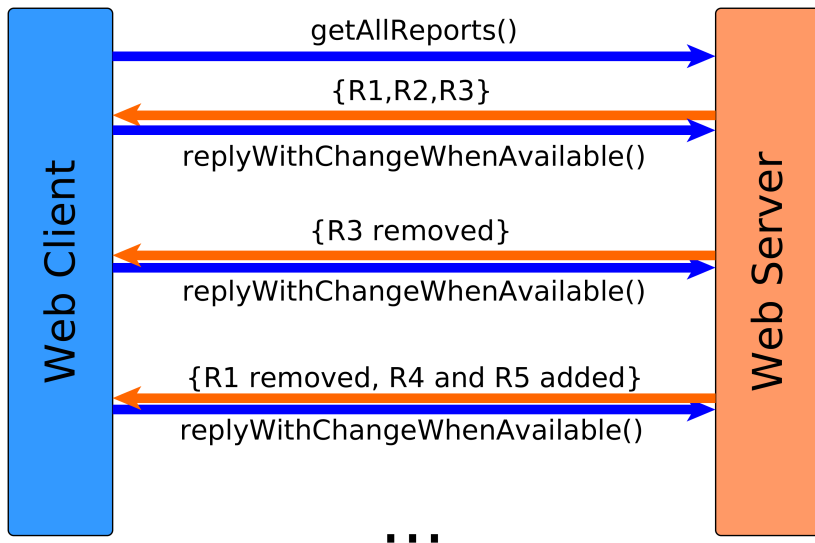 getAllReports()
{R1,R2,R3}
replyWithChangeWhenAvailable()
Web Client
Web Server
{R3 removed}
replyWithChangeWhenAvailable()
{R1 removed, R4 and R5 added}
replyWithChangeWhenAvailable()
...